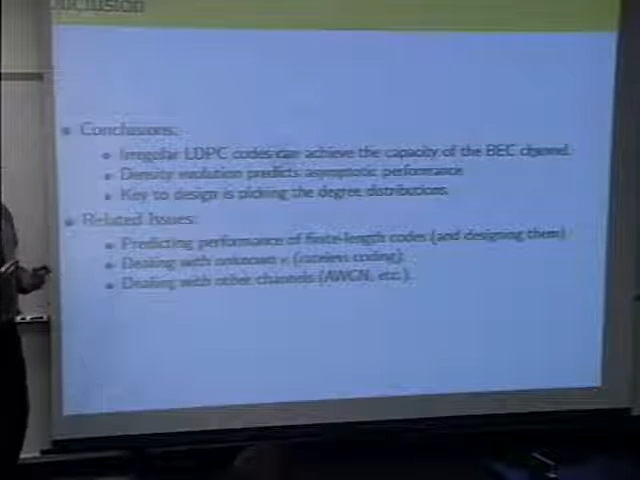 onclusion
Conclusions:
Irregular LDPC codes can achieve the capacity of the BEC channel.
Density evolution predicts asymptotic performance
Key to design is picking the degree distributions.
Related Issues:
Predicting performance of finite-length codes (and designing them)
Dealing with unknown ε (rateless coding)
Dealing with other channels (AWGN, etc.).